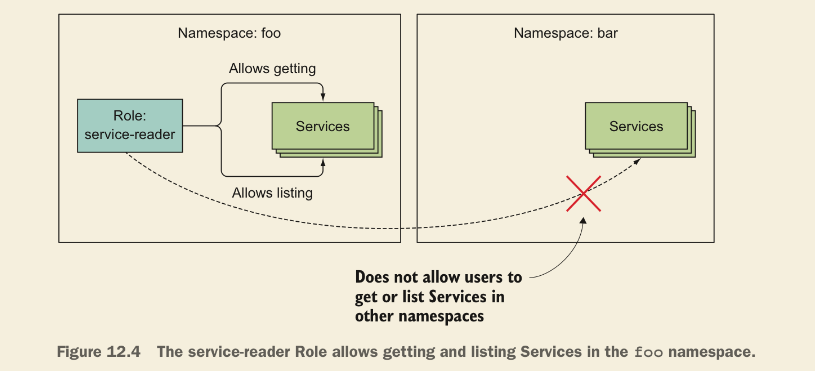 Namespace: foo
Namespace: bar
Allows getting
Role:
service-reader
Services
Services
Allows listing
Does not allow users to
get or list Services in
other namespaces
Figure 12.4 The service-reader Role allows getting and listing Services in the foo namespace.